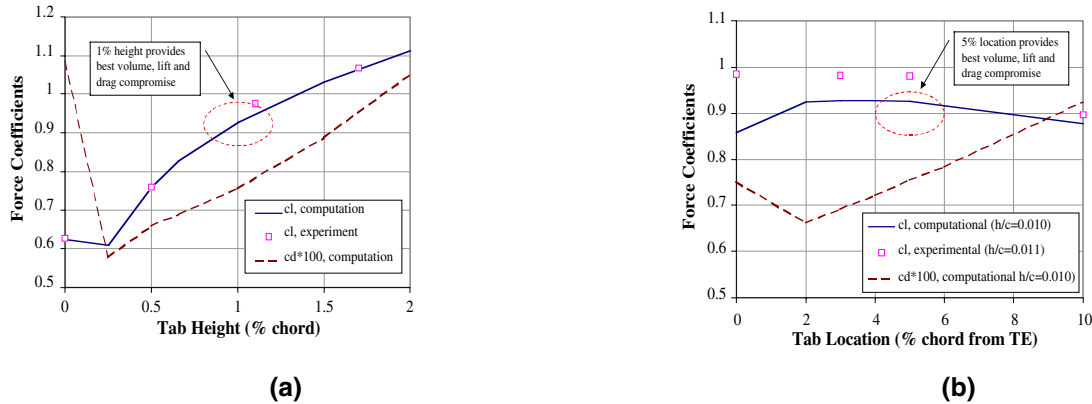 1.2
1.1
1
0.9
0.8
0.7
0.6
0.5
Force Coefficients
1% height provides
best volume, lift and
drag compromise
cl, computation
cl, experiment
cd*100, computation
0 0.5 1 1.5 2
Tab Height (% chord)
(a)
1.2
1.1
1
0.9
0.8
0.7
0.6
0.5
Force Coefficients
5% location provides
best volume, lift and
drag compromise
cl, computational (h/c=0.010)
cl, experimental (h/c=0.011)
cd*100, computational h/c=0.010)
0 2 4 6 8 10
Tab Location (% chord from TE)
(b)